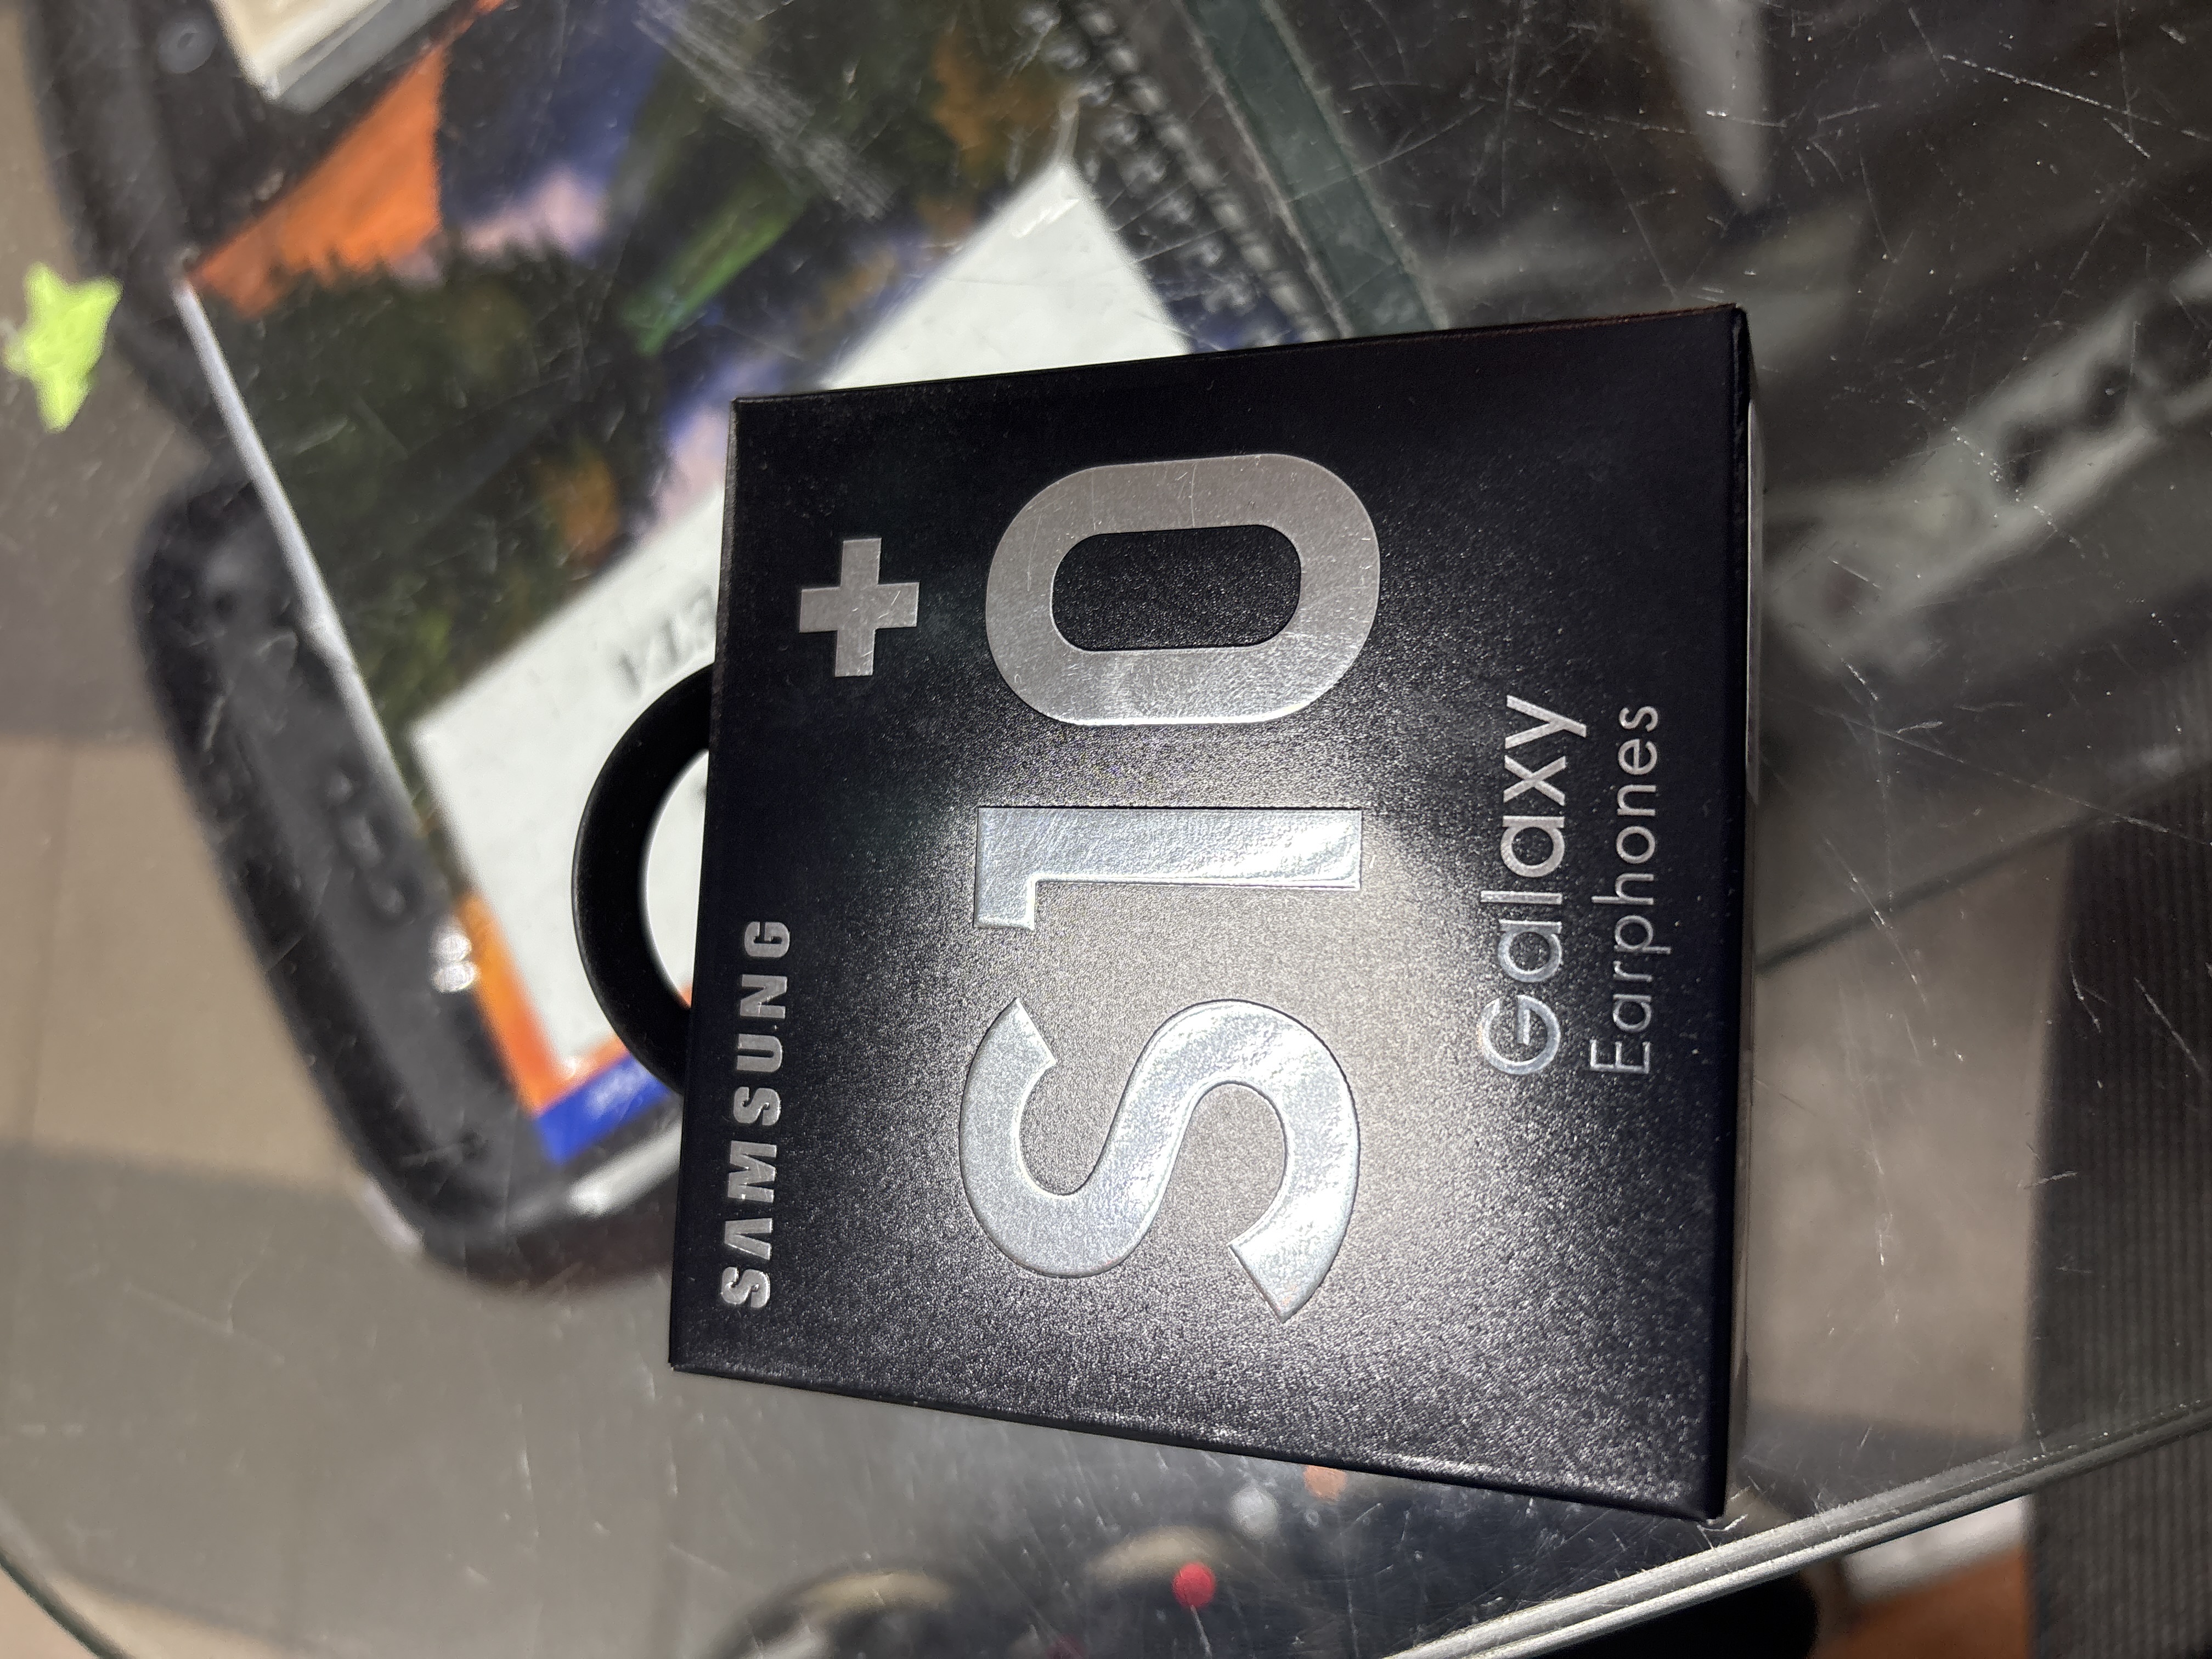 SAMSUNG
S10+
Galaxy
Earphones